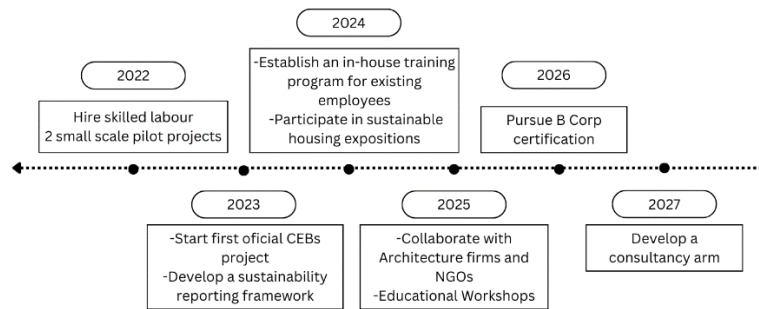 2022
Hire skilled labour
2 small scale pilot projects
2023
-Start first oficial CEBs
project
-Develop a sustainability
reporting framework
2024
-Establish an in-house training
program for existing
employees
-Participate in sustainable
housing expositions
2025
-Collaborate with
Architecture firms and
NGOs
-Educational Workshops
2026
Pursue B Corp
certification
2027
Develop a
consultancy arm